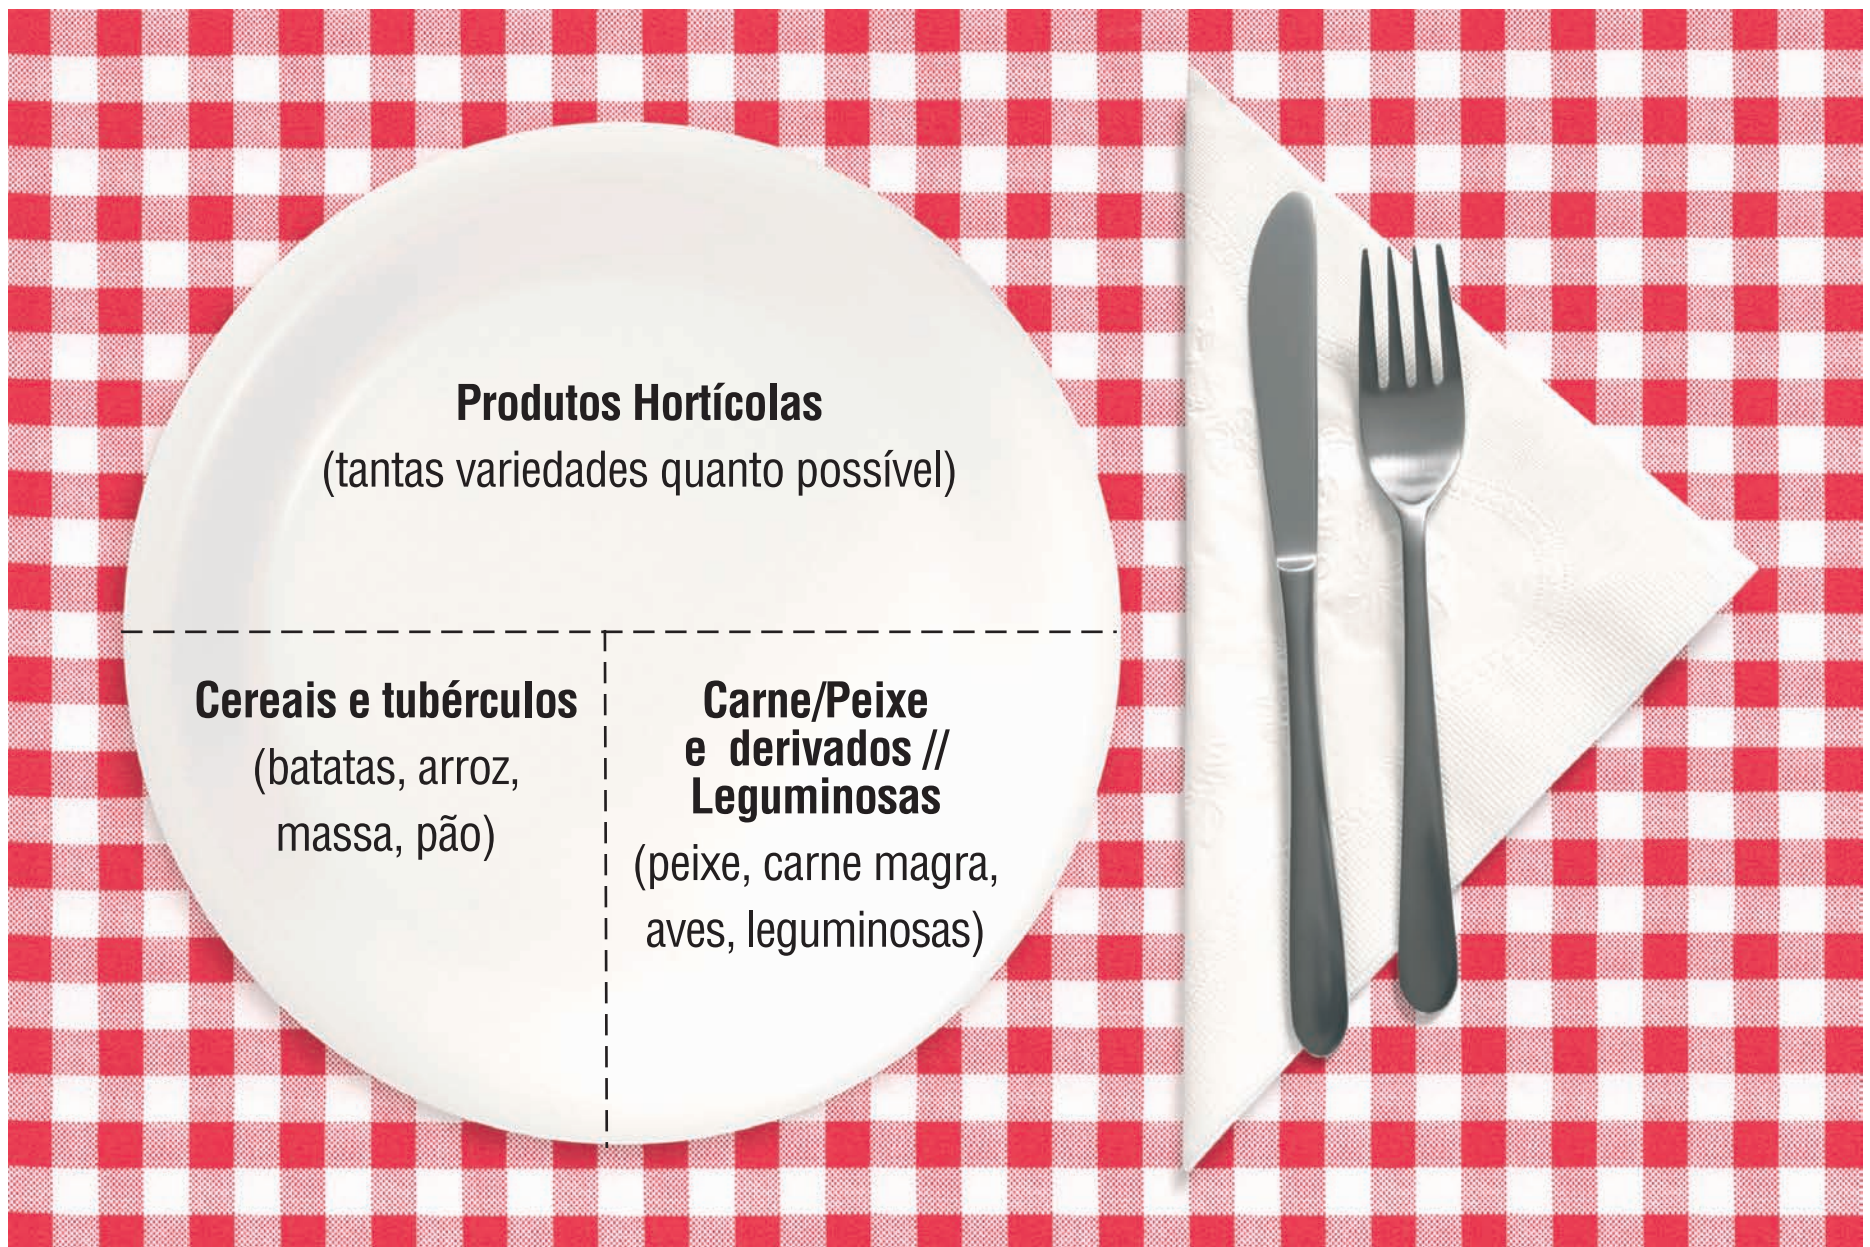 Produtos Hortícolas
(tantas variedades quanto possível)
Cereais e tubérculos
(batatas, arroz,
massa, pão)
Carne/Peixe
e derivados //
Leguminosas
(peixe, carne magra,
aves, leguminosas)